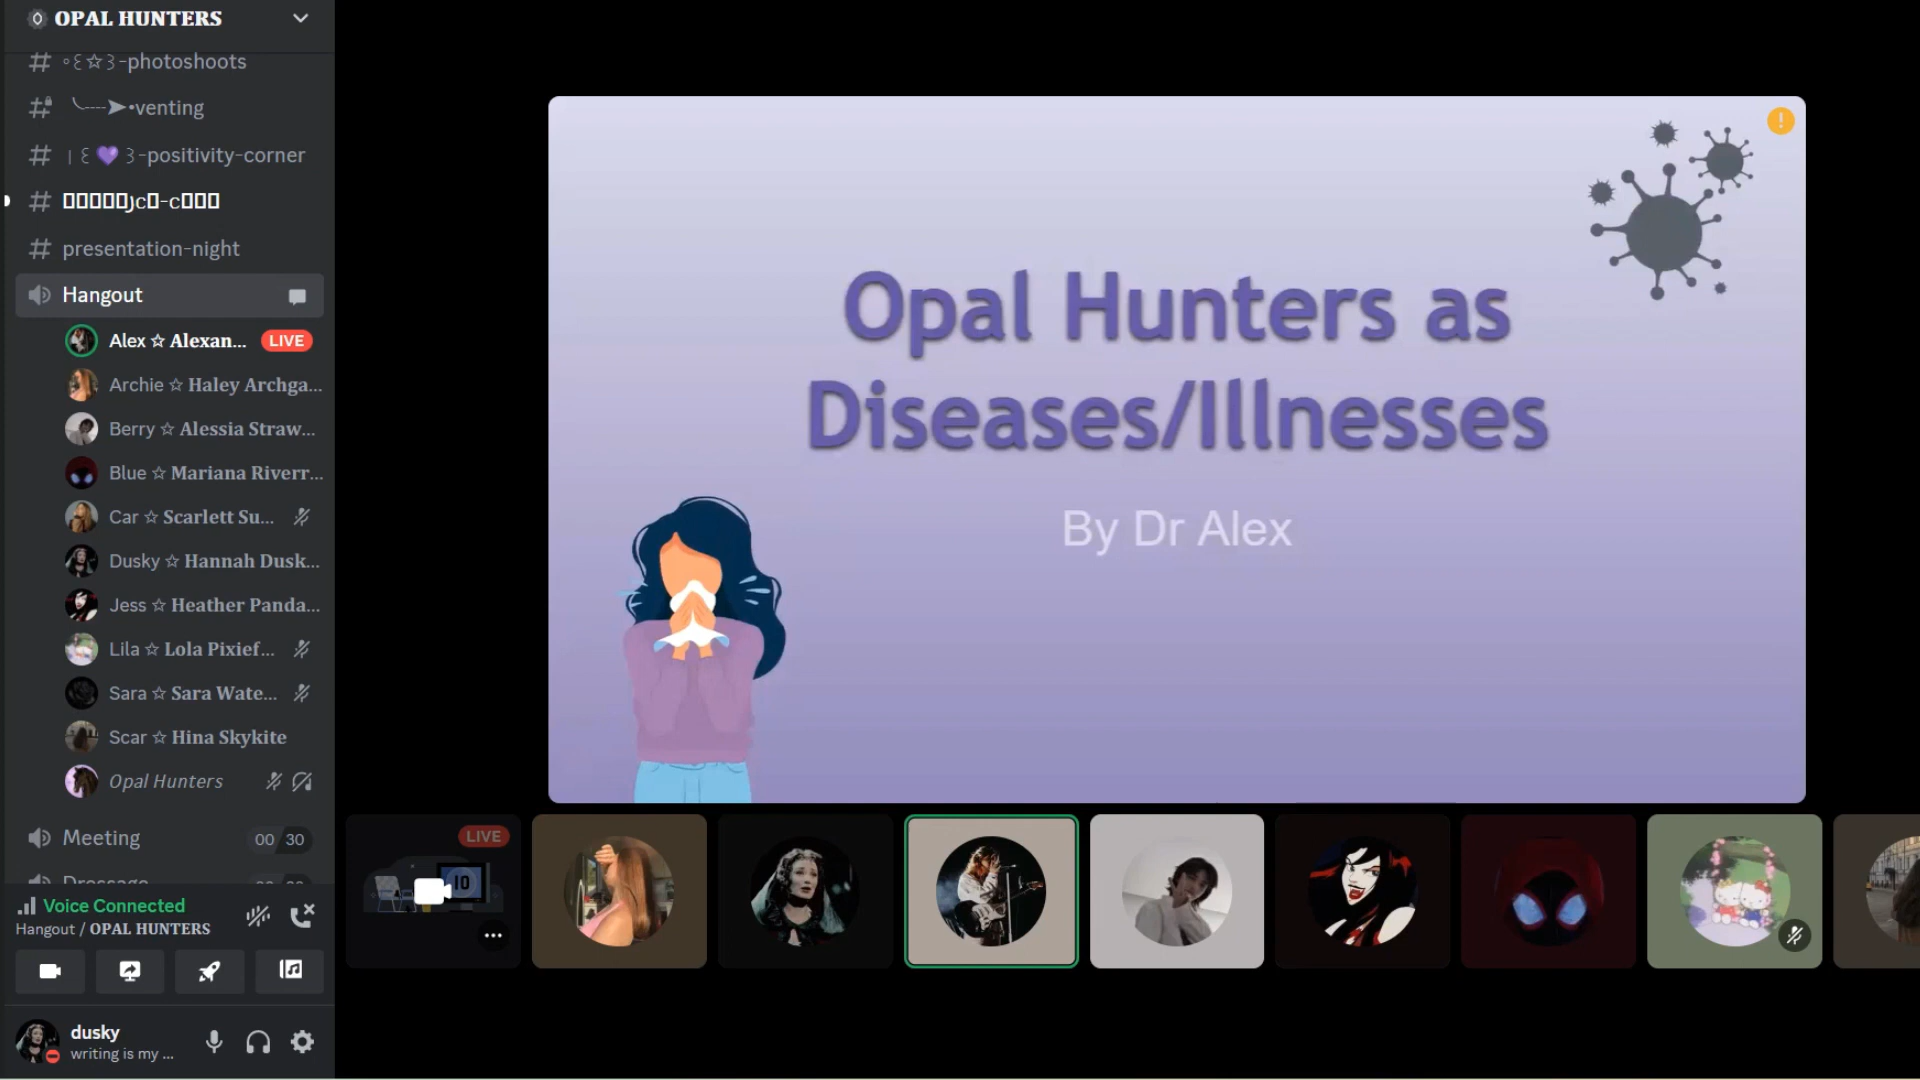 OPAL HUNTERS
# ◦꒰☆꒱-photoshoots
# ╰┈➤•venting
# ꒰💜꒱-positivity-corner
# presentation-night
Hangout
Alex ☆ Alexan... LIVE
Archie ☆ Haley Archga...
Berry ☆ Alessia Straw...
Blue ☆ Mariana Riverr...
Car ☆ Scarlett Su...
Dusky ☆ Hannah Dusk...
Jess ☆ Heather Panda...
Lila ☆ Lola Pixief...
Sara ☆ Sara Wate...
Scar ☆ Hina Skykite
Opal Hunters
Meeting 00 30
Voice Connected
Hangout / OPAL HUNTERS
dusky
writing is my ...
Opal Hunters as
Diseases/Illnesses
By Dr Alex
LIVE
10